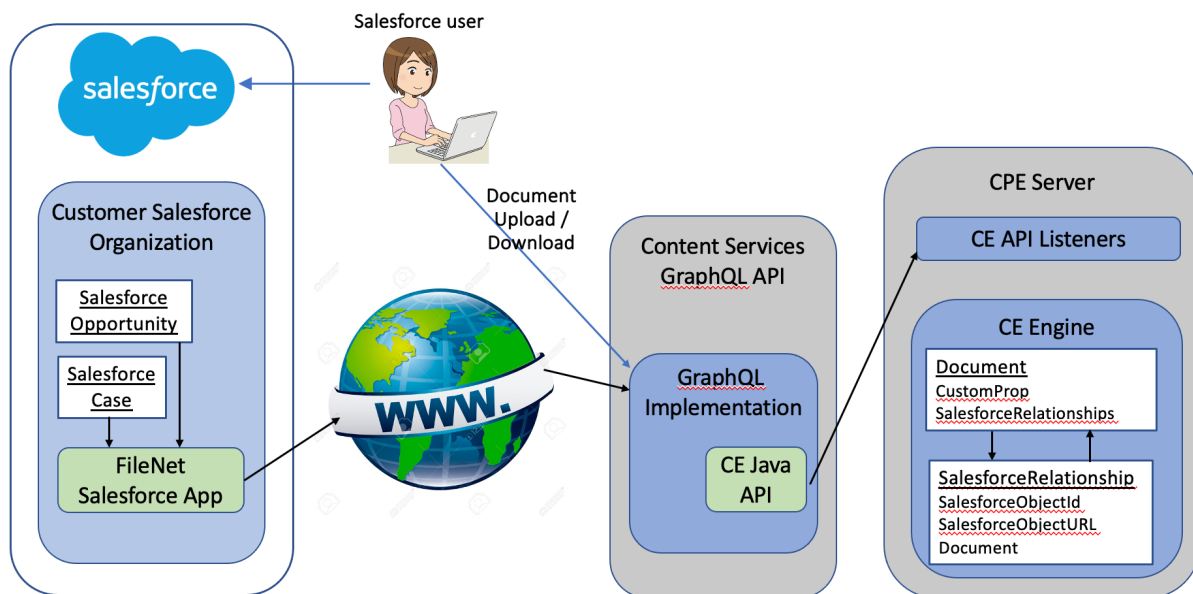 Salesforce user
salesforce
Customer Salesforce
Organization
Salesforce
Opportunity
Salesforce
Case
FileNet
Salesforce App
www.
Document
Upload /
Download
Content Services
GraphQL API
GraphQL
Implementation
CE Java
API
CPE Server
CE API Listeners
CE Engine
Document
CustomProp
SalesforceRelationships
SalesforceRelationship
SalesforceObjectId
SalesforceObjectURL
Document